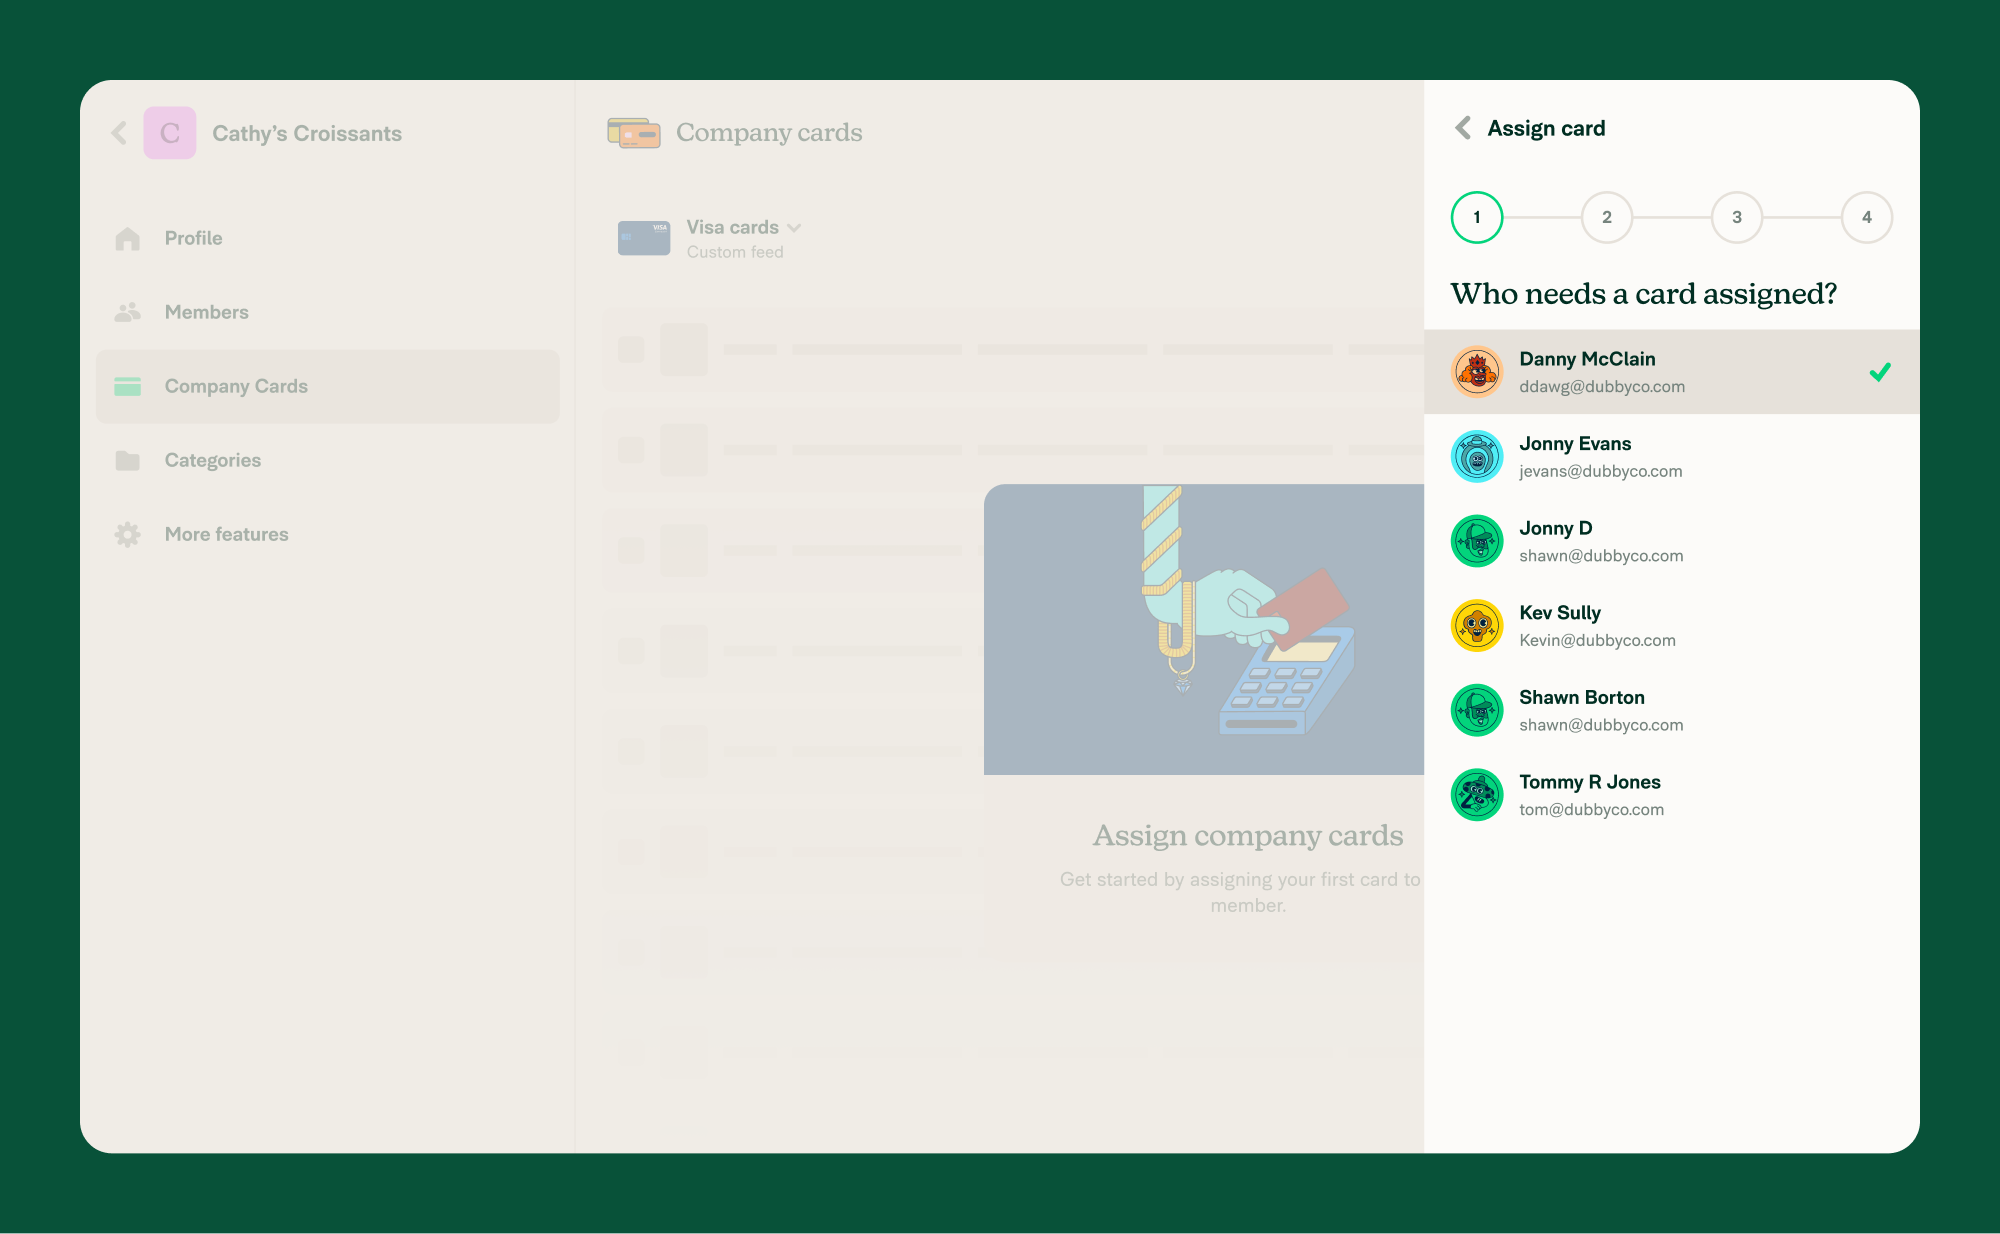 C
Cathy's Croissants
Profile
Members
Company Cards
Categories
More features
Company cards
VISA
Visa cards
Custom feed
Assign company cards
Get started by assigning your first card to
member.
Assign card
1
2
3
4
Who needs a card assigned?
Danny McClain
ddawg@dubbyco.com
Jonny Evans
jevans@dubbyco.com
Jonny D
shawn@dubbyco.com
Kev Sully
Kevin@dubbyco.com
Shawn Borton
shawn@dubbyco.com
Tommy R Jones
tom@dubbyco.com